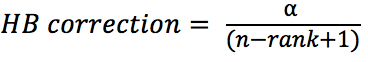 HB correction = α / (n−rank+1)